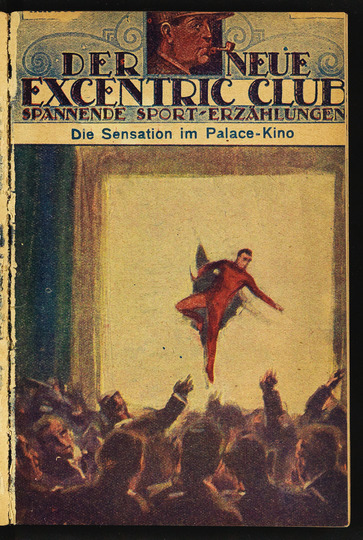 DER NEUE
EXCENTRIC CLUB
SPANNENDE SPORT-ERZÄHLUNGEN
Die Sensation im Palace-Kino